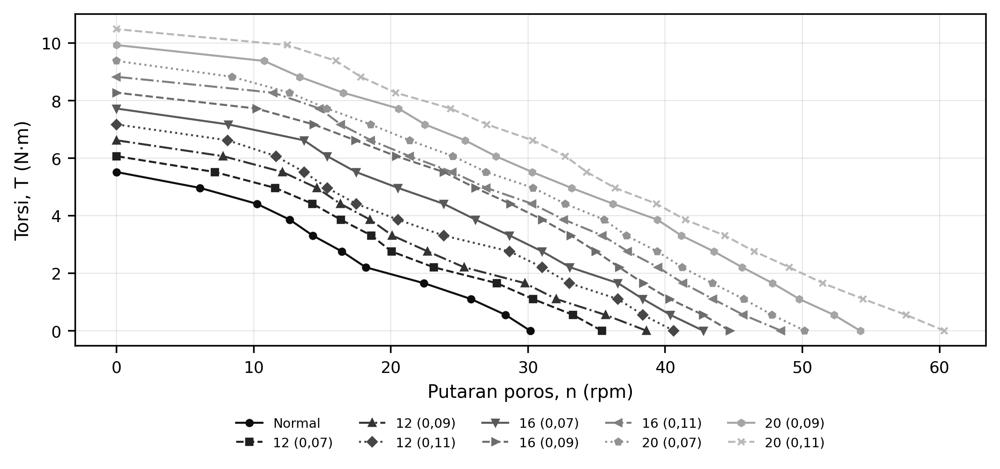 10
8
6
4
2
0
Torsi, T (N·m)
0 10 20 30 40 50 60
Putaran poros, n (rpm)
Normal 12 (0,09) 16 (0,07) 16 (0,11) 20 (0,09)
12 (0,07) 12 (0,11) 16 (0,09) 20 (0,07) 20 (0,11)